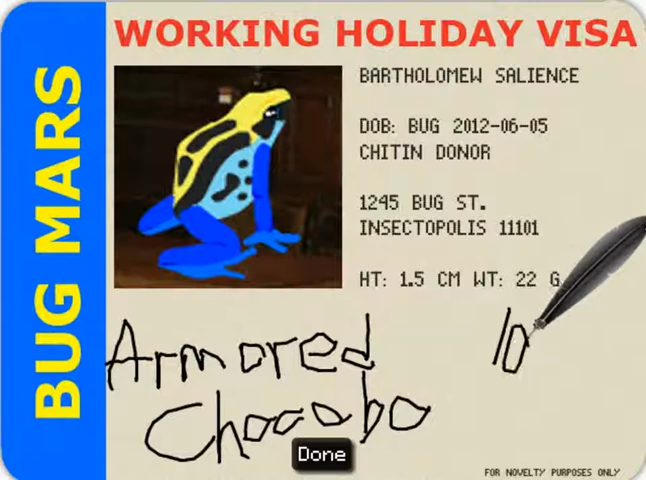 WORKING HOLIDAY VISA
BUG MARS
BARTHOLOMEW SALIENCE
DOB: BUG 2012-06-05
CHITIN DONOR
1245 BUG ST.
INSECTOPOLIS 11101
HT: 1.5 CM WT: 22 G
Armored
10
Chocobo
Done
FOR NOVELTY PURPOSES ONLY